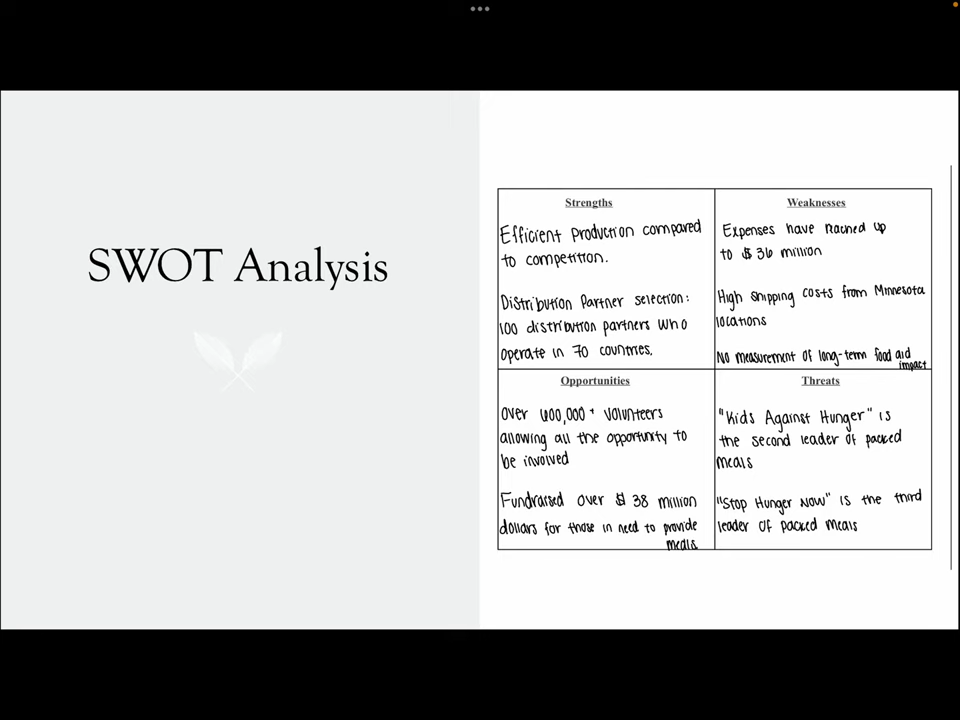 SWOT Analysis
Strengths
Efficient production compared
to competition.
Distribution Partner selection:
100 distribution partners who
operate in 70 countries.
Weaknesses
Expenses have reached up
to $36 million
High shipping costs from Minnesota
locations
No measurement of long-term food aid
impact
Opportunities
Over 600,000+ volunteers
allowing all the opportunity to
be involved
Fundraised over $38 million
dollars for those in need to provide
meals
Threats
"Kids Against Hunger" is
the second leader of packed
meals
"Stop Hunger Now" is the third
leader of packed meals